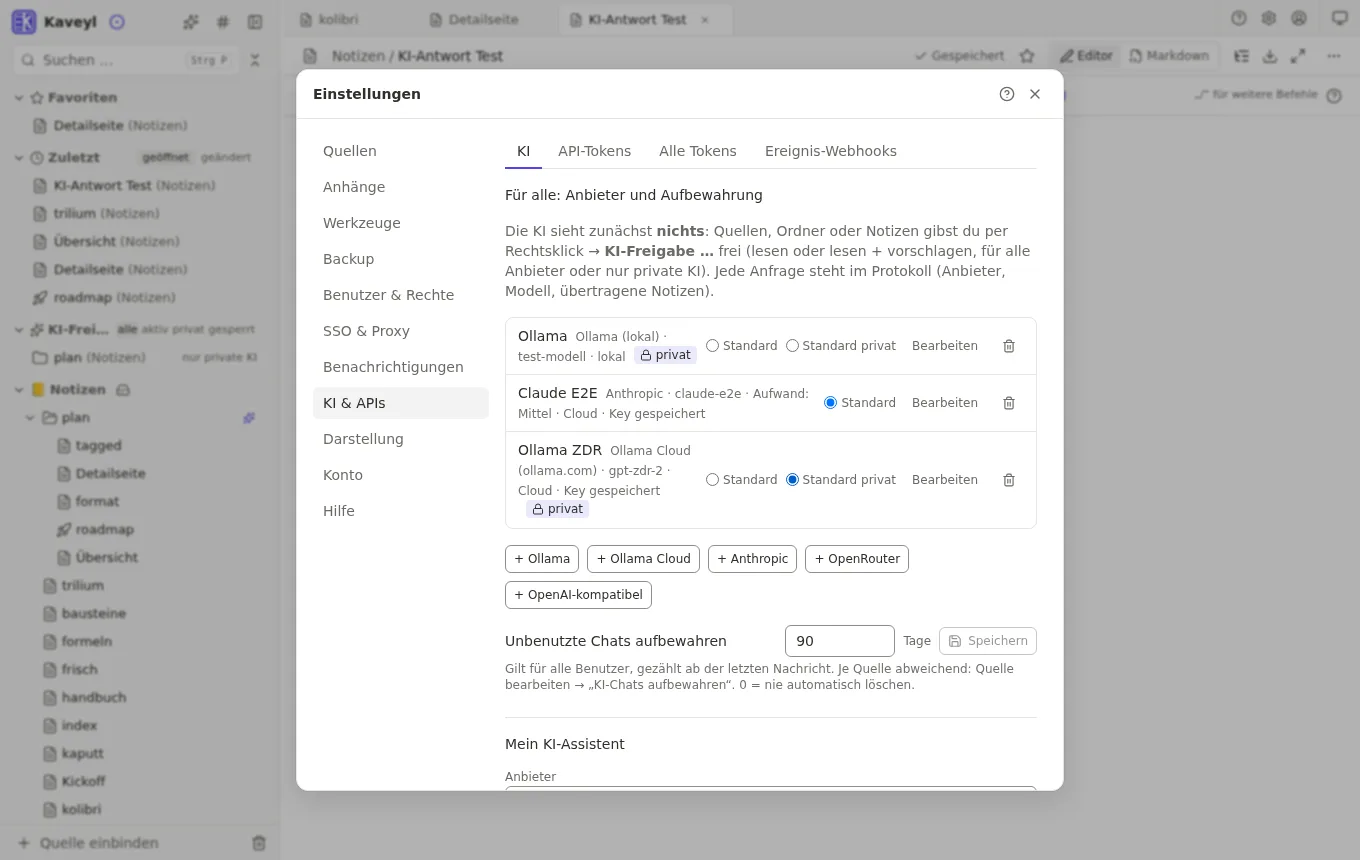 Kaveyl
kolibri
Detailseite
KI-Antwort Test
Suchen ...
Strg P
Notizen / KI-Antwort Test
Gespeichert
Editor
Markdown
für weitere Befehle
Favoriten
Detailseite (Notizen)
Zuletzt geöffnet geändert
KI-Antwort Test (Notizen)
trilium (Notizen)
Übersicht (Notizen)
Detailseite (Notizen)
roadmap (Notizen)
KI-Frei... alle aktiv privat gesperrt
plan (Notizen) nur private KI
Notizen
plan
tagged
Detailseite
format
roadmap
Übersicht
trilium
bausteine
formeln
frisch
handbuch
index
kaputt
Kickoff
kolibri
Quelle einbinden
Einstellungen
Quellen
Anhänge
Werkzeuge
Backup
Benutzer & Rechte
SSO & Proxy
Benachrichtigungen
KI & APIs
Darstellung
Konto
Hilfe
KI API-Tokens Alle Tokens Ereignis-Webhooks
Für alle: Anbieter und Aufbewahrung
Die KI sieht zunächst nichts: Quellen, Ordner oder Notizen gibst du per
Rechtsklick → KI-Freigabe ... frei (lesen oder lesen + vorschlagen, für alle
Anbieter oder nur private KI). Jede Anfrage steht im Protokoll (Anbieter,
Modell, übertragene Notizen).
Ollama Ollama (lokal) ·
test-modell · lokal privat
Standard Standard privat Bearbeiten
Claude E2E Anthropic · claude-e2e · Aufwand:
Mittel · Cloud · Key gespeichert
Standard Bearbeiten
Ollama ZDR Ollama Cloud
(ollama.com) · gpt-zdr-2 ·
Cloud · Key gespeichert
privat
Standard Standard privat Bearbeiten
+ Ollama + Ollama Cloud + Anthropic + OpenRouter
+ OpenAI-kompatibel
Unbenutzte Chats aufbewahren 90 Tage Speichern
Gilt für alle Benutzer, gezählt ab der letzten Nachricht. Je Quelle abweichend: Quelle
bearbeiten → „KI-Chats aufbewahren“. 0 = nie automatisch löschen.
Mein KI-Assistent
Anbieter